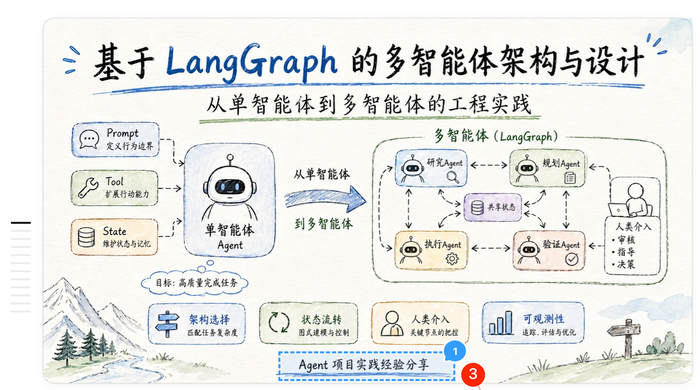 基于 LangGraph 的多智能体架构与设计
从单智能体到多智能体的工程实践
Prompt
定义行为边界
Tool
扩展行动能力
State
维护状态与记忆
单智能体
Agent
目标：高质量完成任务
从单智能体
到多智能体
多智能体（LangGraph）
研究Agent
规划Agent
共享状态
执行Agent
验证Agent
人类介入
• 审核
• 指导
• 决策
架构选择
匹配任务复杂度
状态流转
图式建模与控制
人类介入
关键节点的把控
可观测性
追踪、评估与优化
Agent 项目实践经验分享
1
3